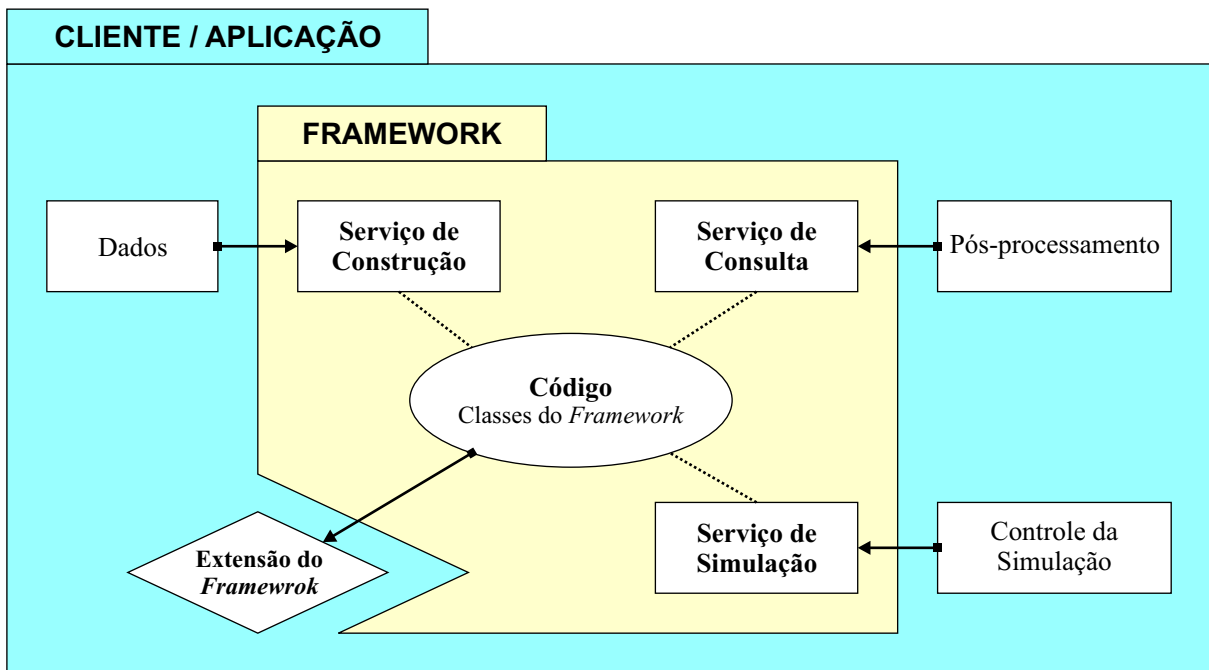 CLIENTE / APLICAÇÃO
FRAMEWORK
Dados
Serviço de
Construção
Serviço de
Consulta
Pós-processamento
Código
Classes do Framework
Extensão do
Framewrok
Serviço de
Simulação
Controle da
Simulação